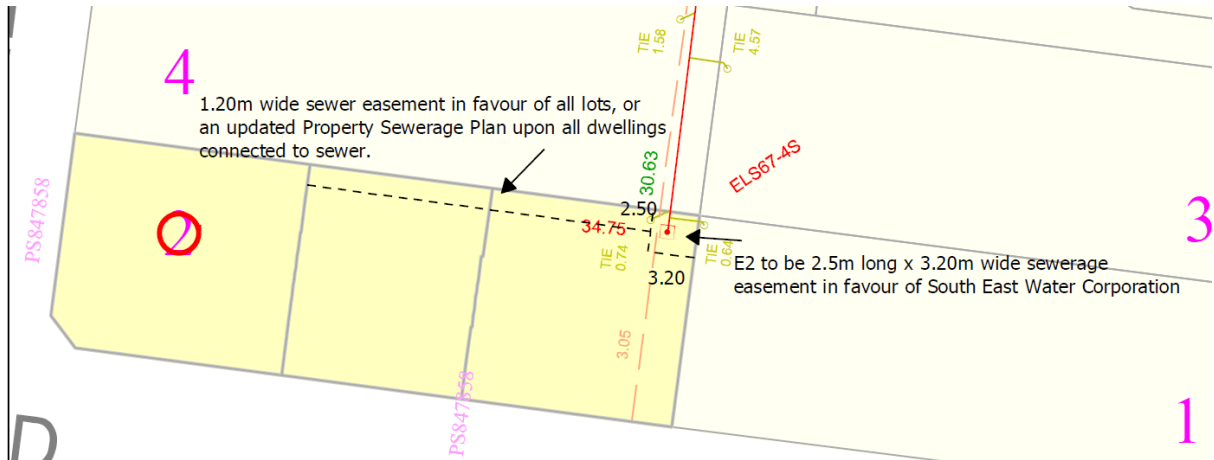 4
TIE
1.58
TIE
4.57
1.20m wide sewer easement in favour of all lots, or
an updated Property Sewerage Plan upon all dwellings
connected to sewer.
30.63
ELS67-4S
PS847858
2
2.50
34.75
TIE
0.74
TIE
0.64
3
E2 to be 2.5m long x 3.20m wide sewerage
easement in favour of South East Water Corporation
3.20
3.05
PS847858
1
D